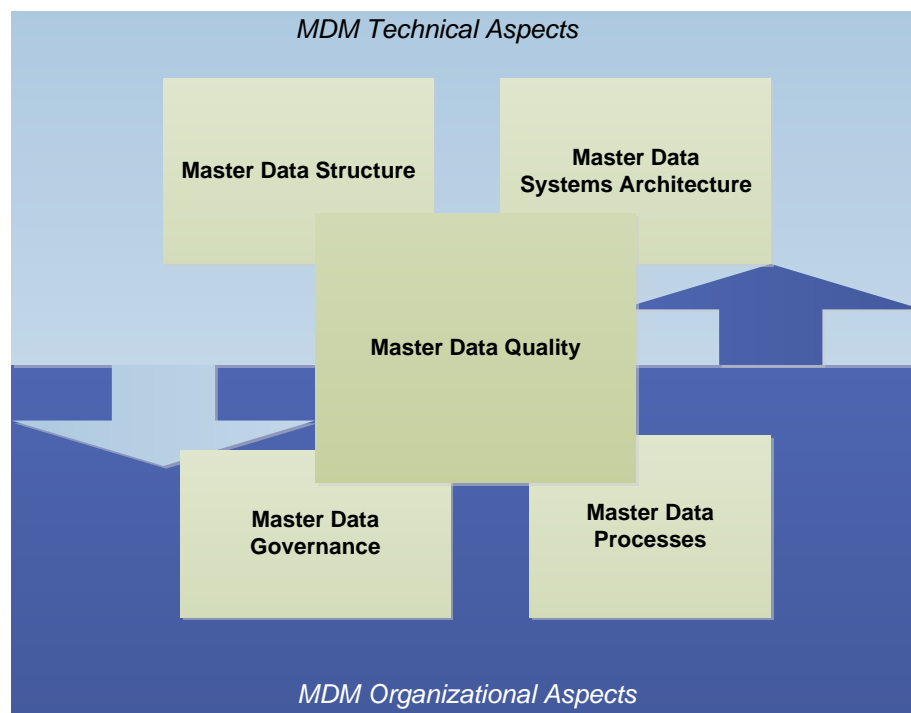 MDM Technical Aspects
Master Data Structure
Master Data
Systems Architecture
Master Data Quality
Master Data
Governance
Master Data
Processes
MDM Organizational Aspects